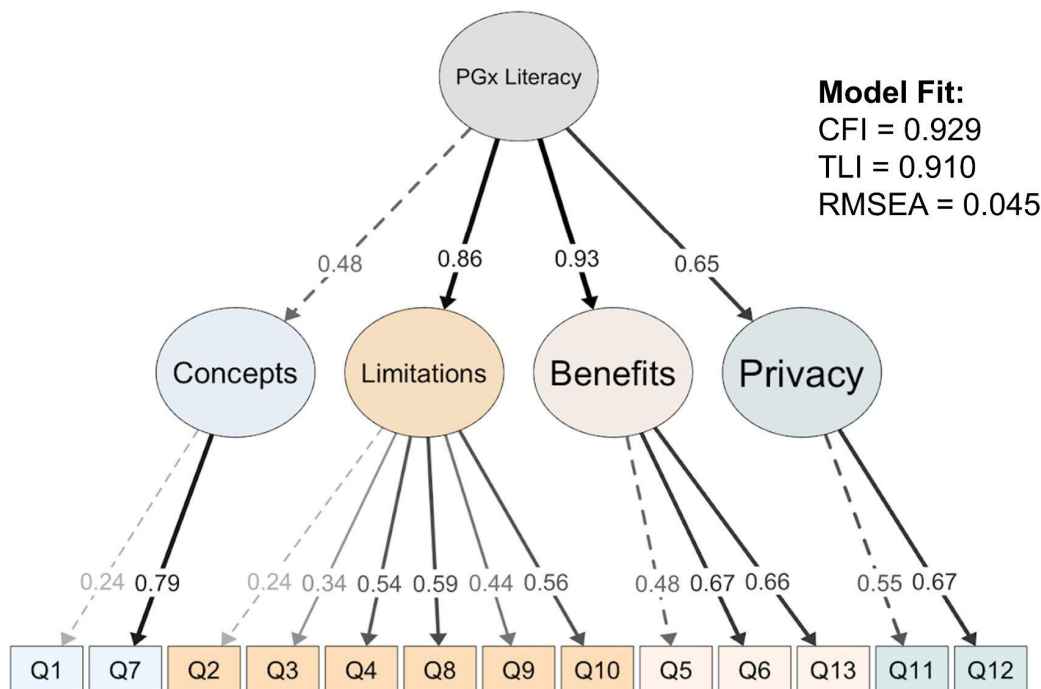 PGx Literacy
Model Fit:
CFI = 0.929
TLI = 0.910
RMSEA = 0.045
0.48 0.86 0.93 0.65
Concepts Limitations Benefits Privacy
0.24 0.79 0.24 0.34 0.54 0.59 0.44 0.56 0.48 0.67 0.66 0.55 0.67
Q1 Q7 Q2 Q3 Q4 Q8 Q9 Q10 Q5 Q6 Q13 Q11 Q12